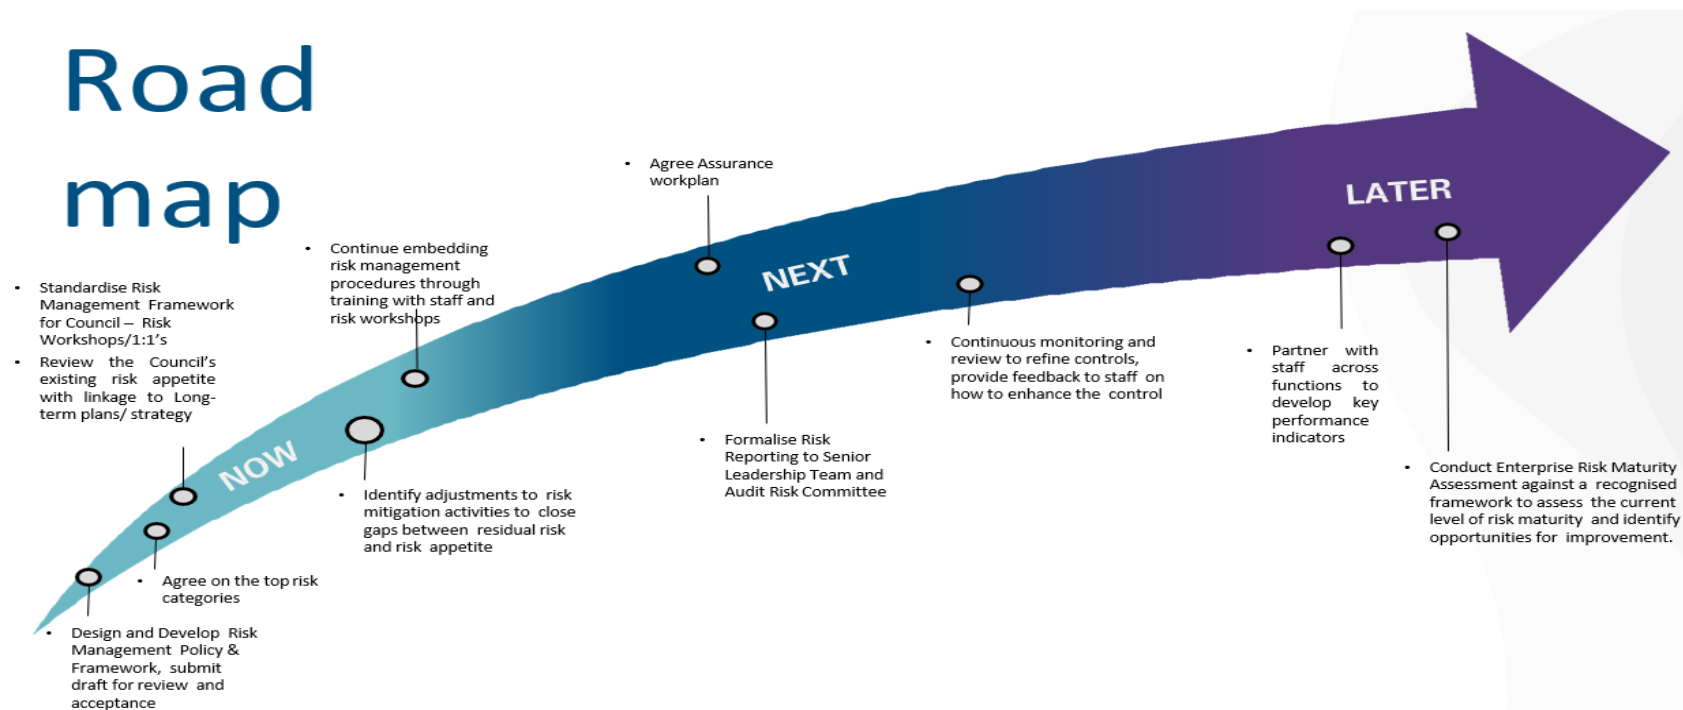 Road
map
• Standardise Risk
Management Framework
for Council – Risk
Workshops/1:1's
• Review the Council's
existing risk appetite
with linkage to Long-
term plans/ strategy
• Continue embedding
risk management
procedures through
training with staff and
risk workshops
• Agree Assurance
workplan
NOW
NEXT
LATER
• Design and Develop Risk
Management Policy &
Framework, submit
draft for review and
acceptance
• Agree on the top risk
categories
• Identify adjustments to risk
mitigation activities to close
gaps between residual risk
and risk appetite
• Formalise Risk
Reporting to Senior
Leadership Team and
Audit Risk Committee
• Continuous monitoring and
review to refine controls,
provide feedback to staff on
how to enhance the control
• Partner with
staff across
functions to
develop key
performance
indicators
• Conduct Enterprise Risk Maturity
Assessment against a recognised
framework to assess the current
level of risk maturity and identify
opportunities for improvement.